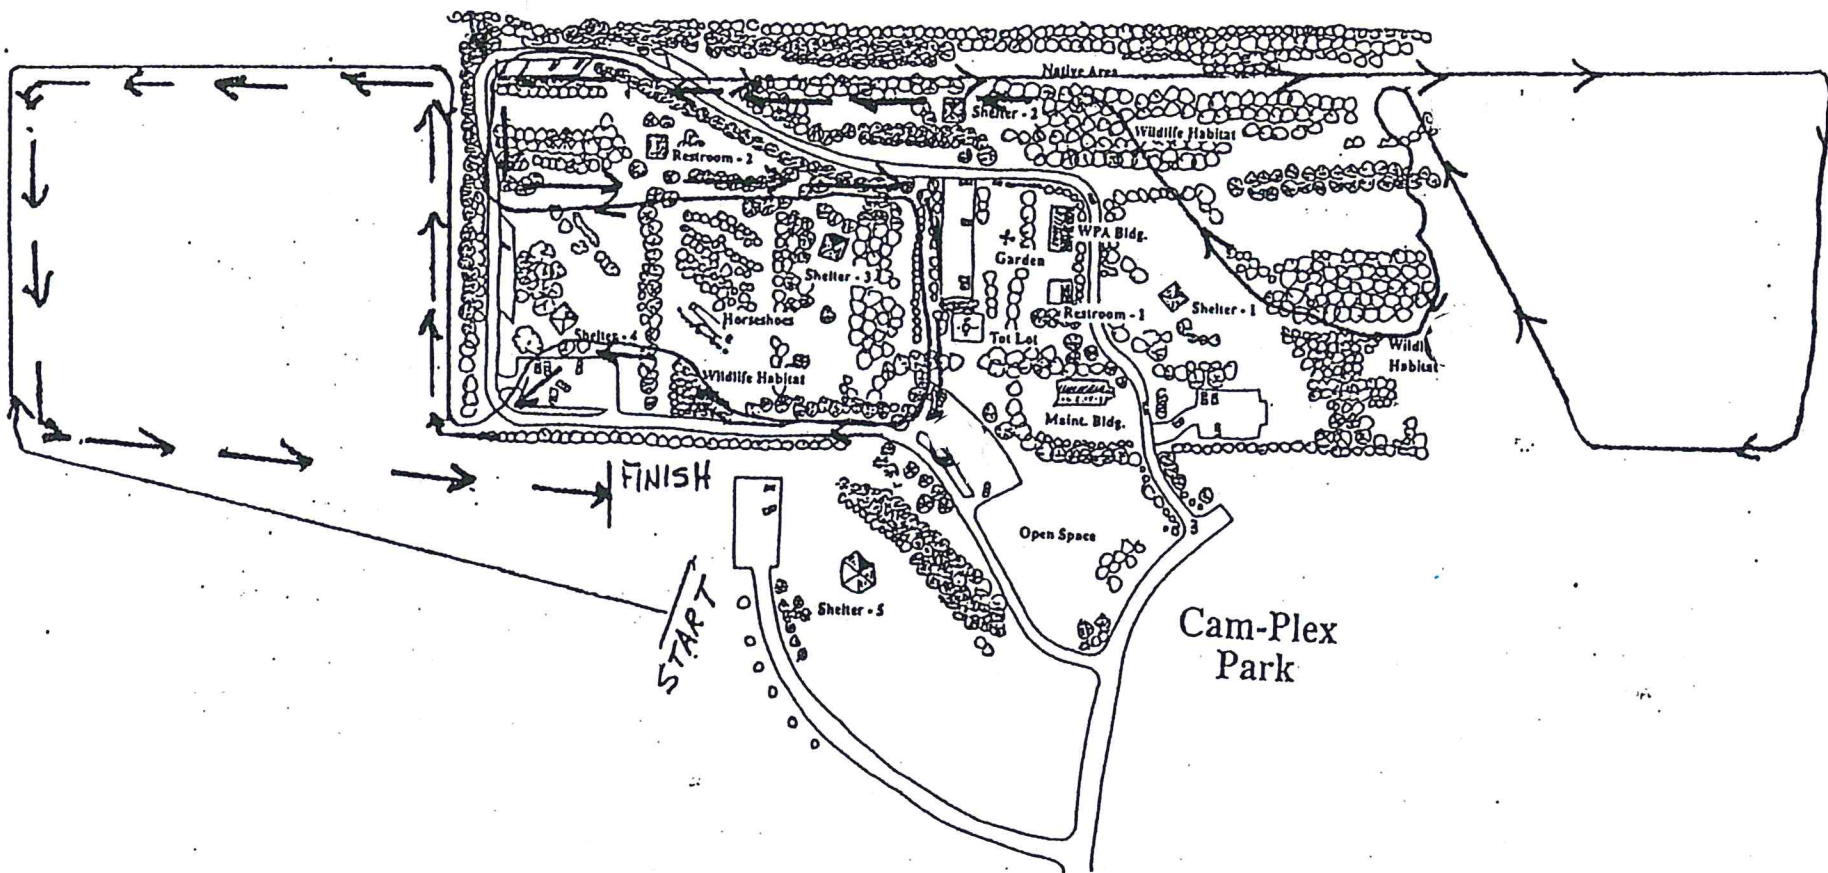 Native Area
Shelter - 2
Wildlife Habitat
Restroom - 2
WPA Bldg.
Garden
Shelter - 3
Shelter - 1
Restroom - 1
Horseshoes
Shelter - 4
Tot Lot
Wildlife Habitat
Habitat
Maint. Bldg.
FINISH
Open Space
START
Shelter - 5
Cam-Plex
Park